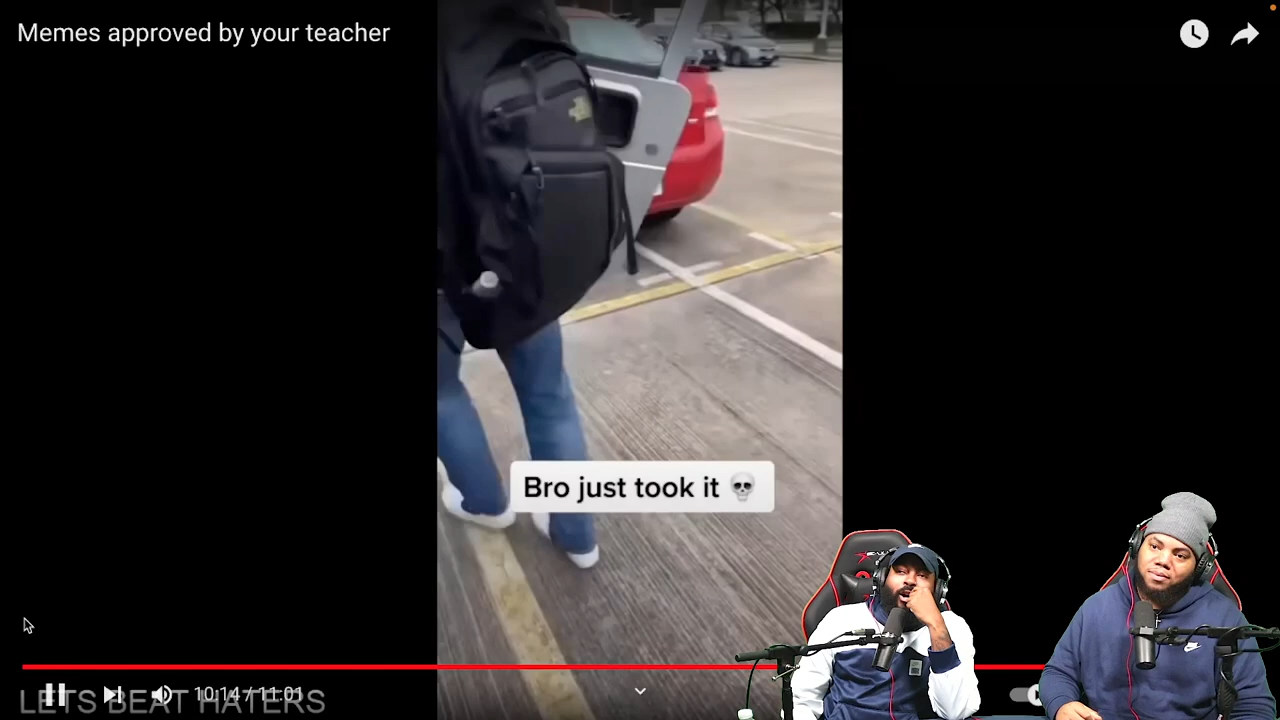 Memes approved by your teacher
Bro just took it 💀
10:14 / 11:01
LETS BEAT HATERS